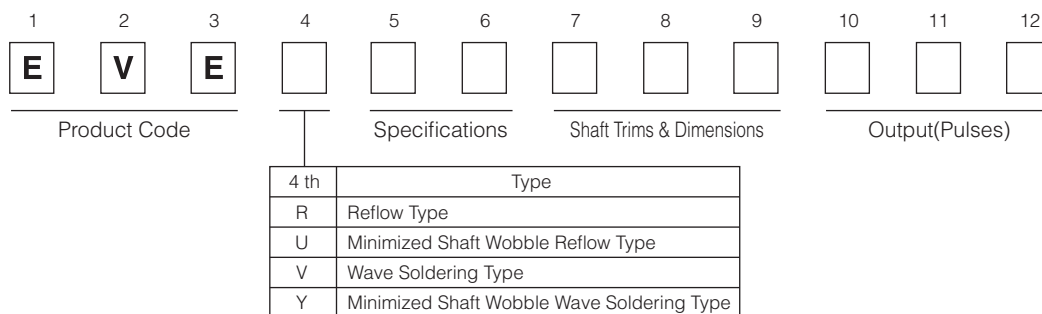 1 2 3 4 5 6 7 8 9 10 11 12
E V E
Product Code Specifications Shaft Trims & Dimensions Output(Pulses)
4 th Type
R Reflow Type
U Minimized Shaft Wobble Reflow Type
V Wave Soldering Type
Y Minimized Shaft Wobble Wave Soldering Type